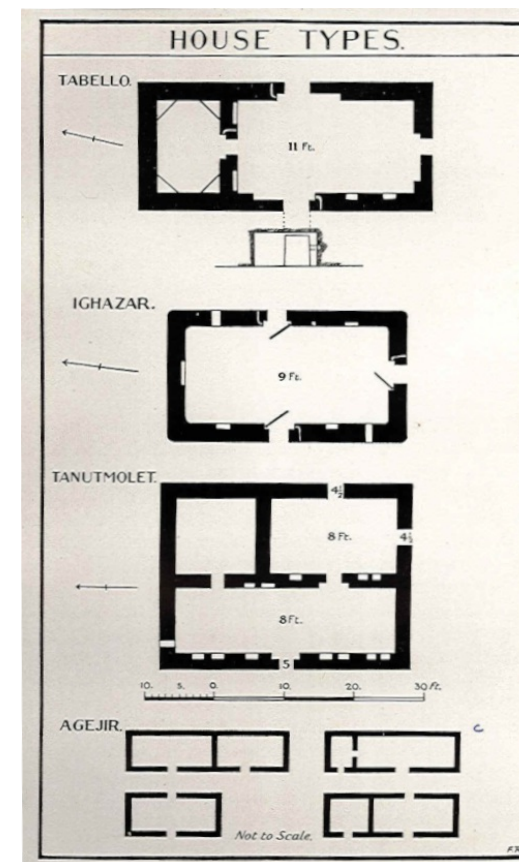 HOUSE TYPES.
TABELLO.
11 Ft.
IGHAZAR.
9 Ft.
TANUTMOLET.
4½
8 Ft.
4½
8 Ft.
5
10. 5. 0. 10. 20. 30 Ft.
AGEJIR.
Not to Scale.